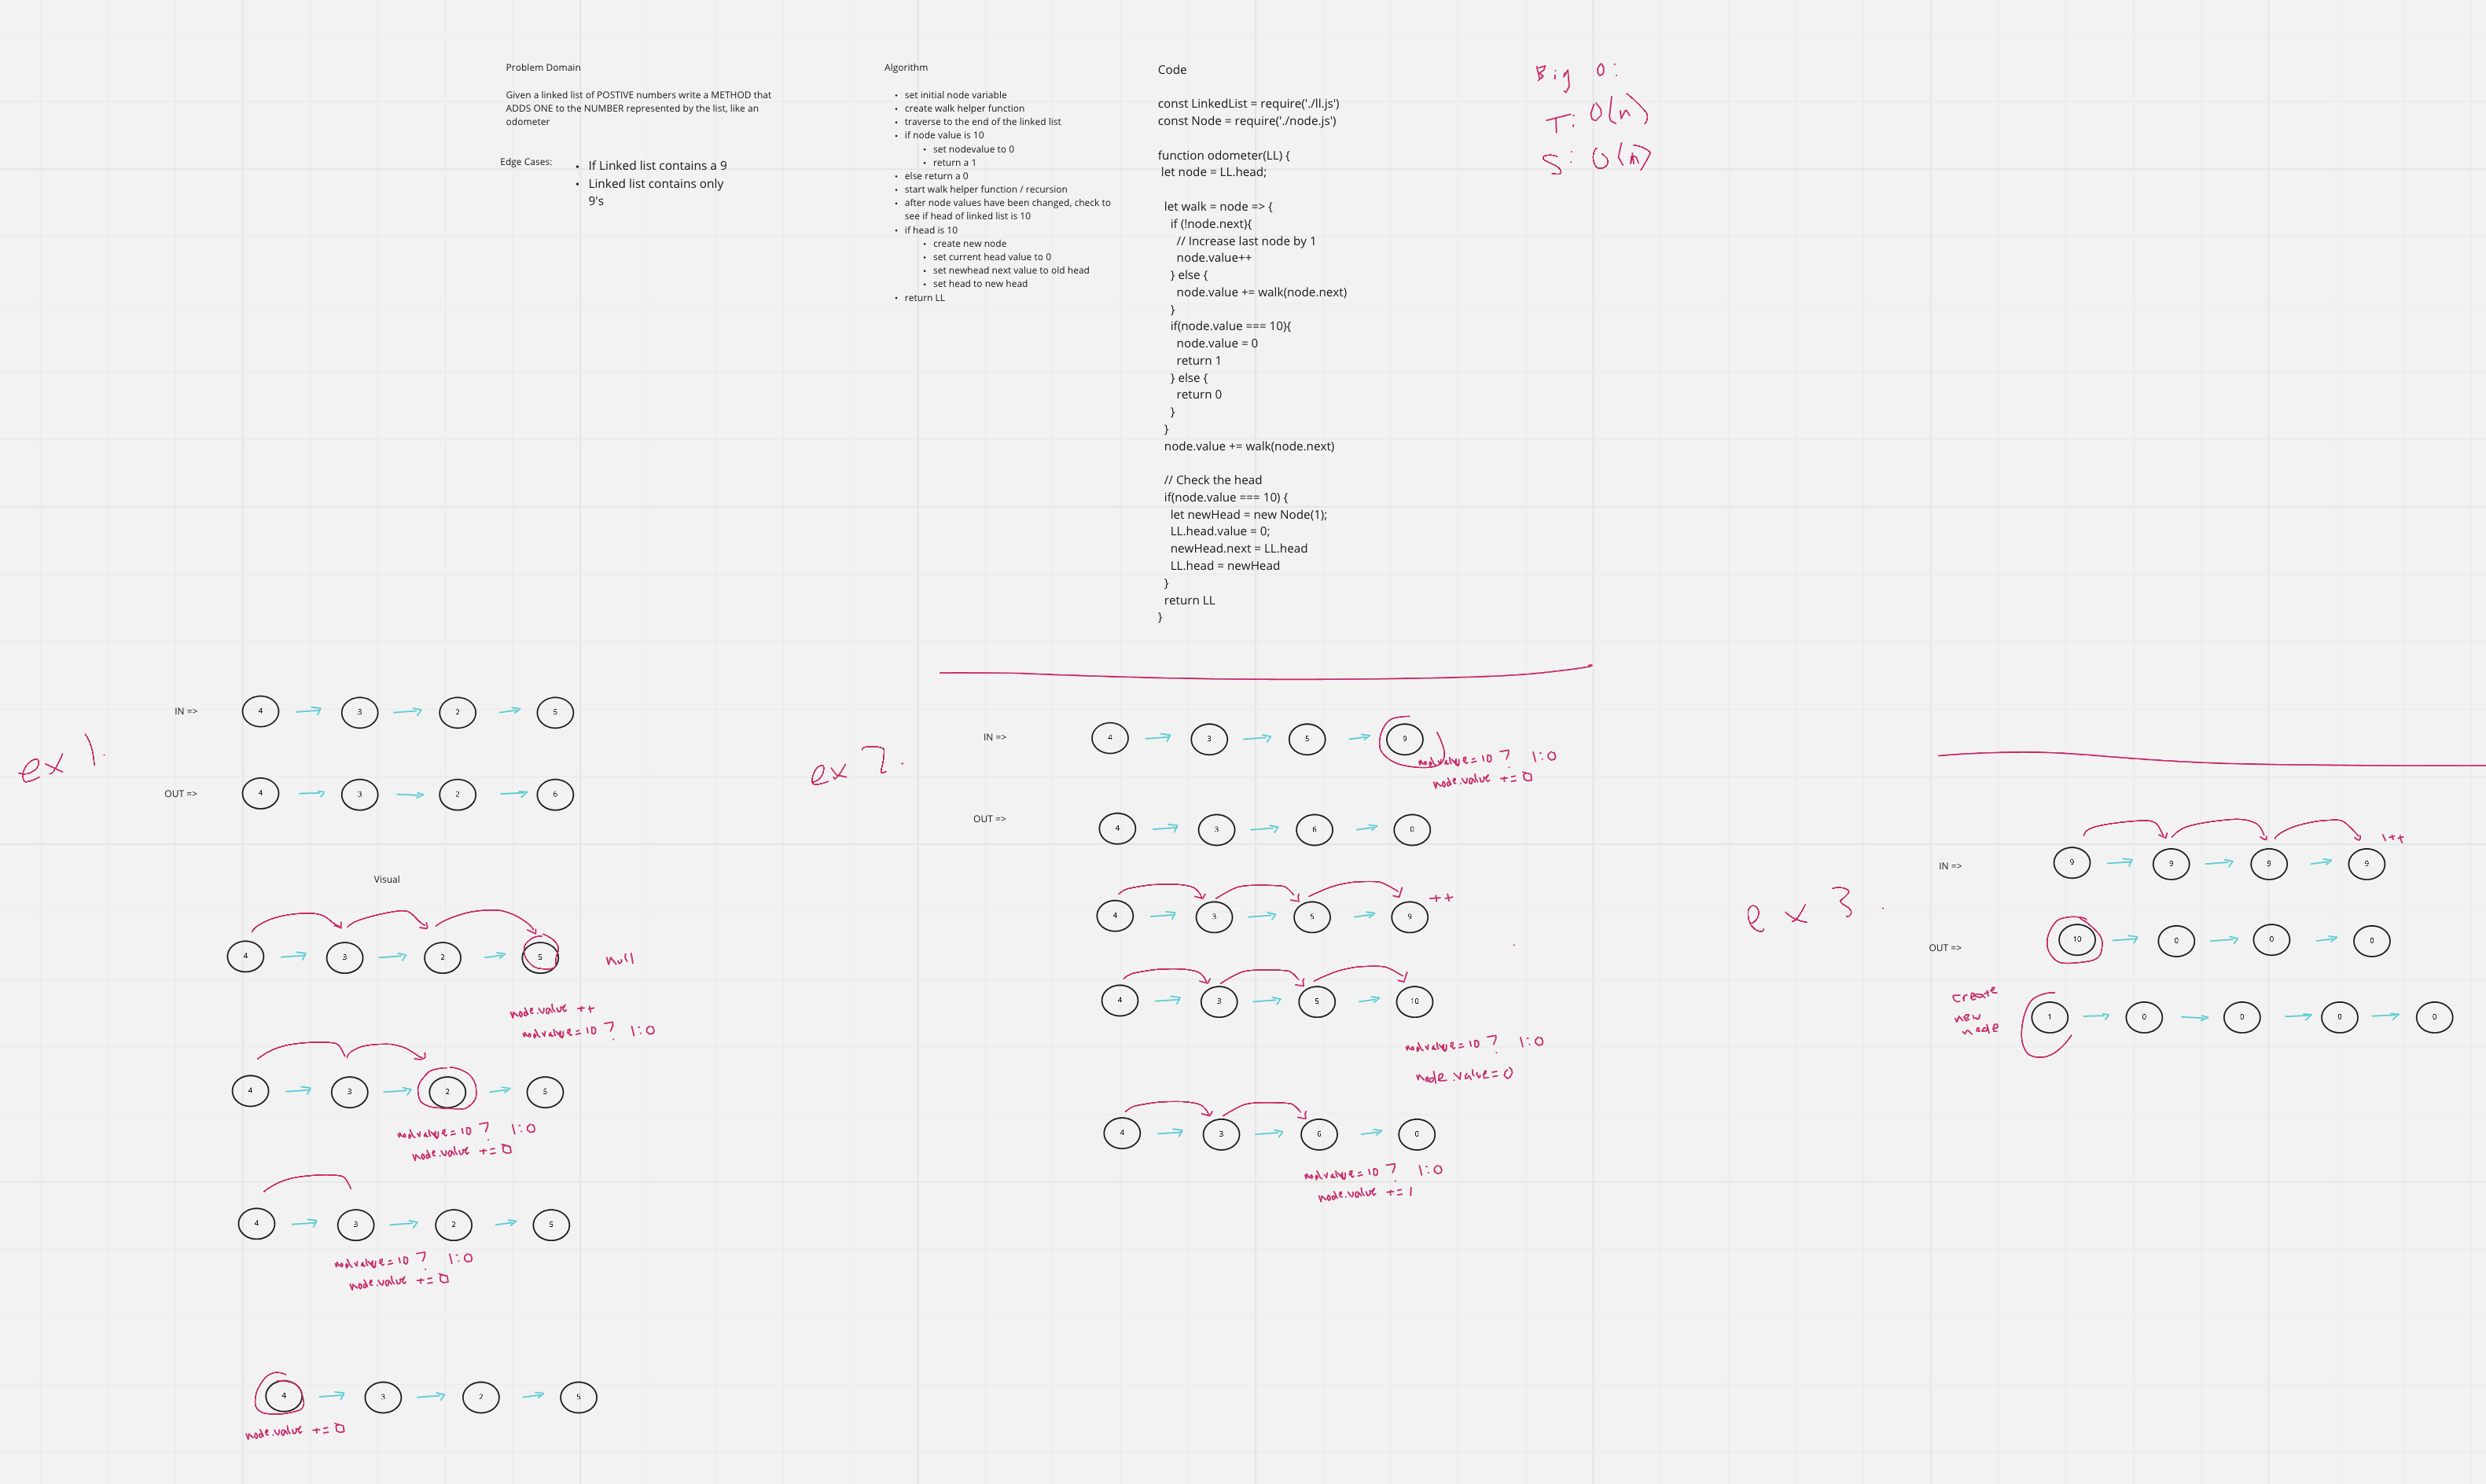 Problem Domain
Given a linked list of POSTIVE numbers write a METHOD that
ADDS ONE to the NUMBER represented by the list, like an
odometer
Edge Cases:
• If Linked list contains a 9
• Linked list contains only
9's
Algorithm
• set initial node variable
• create walk helper function
• traverse to the end of the linked list
• if node value is 10
• set nodevalue to 0
• return a 1
• else return a 0
• start walk helper function / recursion
• after node values have been changed, check to
see if head of linked list is 10
• if head is 10
• create new node
• set current head value to 0
• set newhead next value to old head
• set head to new head
• return LL
Code
const LinkedList = require('./ll.js')
const Node = require('./node.js')
function odometer(LL) {
let node = LL.head;
let walk = node => {
if (!node.next){
// Increase last node by 1
node.value++
} else {
node.value += walk(node.next)
}
if(node.value === 10){
node.value = 0
return 1
} else {
return 0
}
}
node.value += walk(node.next)
// Check the head
if(node.value === 10) {
let newHead = new Node(1);
LL.head.value = 0;
newHead.next = LL.head
LL.head = newHead
}
return LL
}
Big O:
T: O(n)
S: O(n)
ex 1.
IN => 4 3 2 5
OUT => 4 3 2 6
Visual
4 3 2 5 null
node.value ++
node.value = 10 ? 1:0
4 3 2 5
node.value = 10 ? 1:0
node.value += 0
4 3 2 5
node.value = 10 ? 1:0
node.value += 0
4 3 2 5
node.value += 0
ex 2.
IN => 4 3 5 9
node.value = 10 ? 1:0
node.value += 0
OUT => 4 3 6 0
4 3 5 9 ++
4 3 5 10
node.value = 10 ? 1:0
node.value = 0
4 3 6 0
node.value = 10 ? 1:0
node.value += 1
ex 3.
IN => 9 9 9 9 1++
OUT => 10 0 0 0
create
new
node
1 0 0 0 0